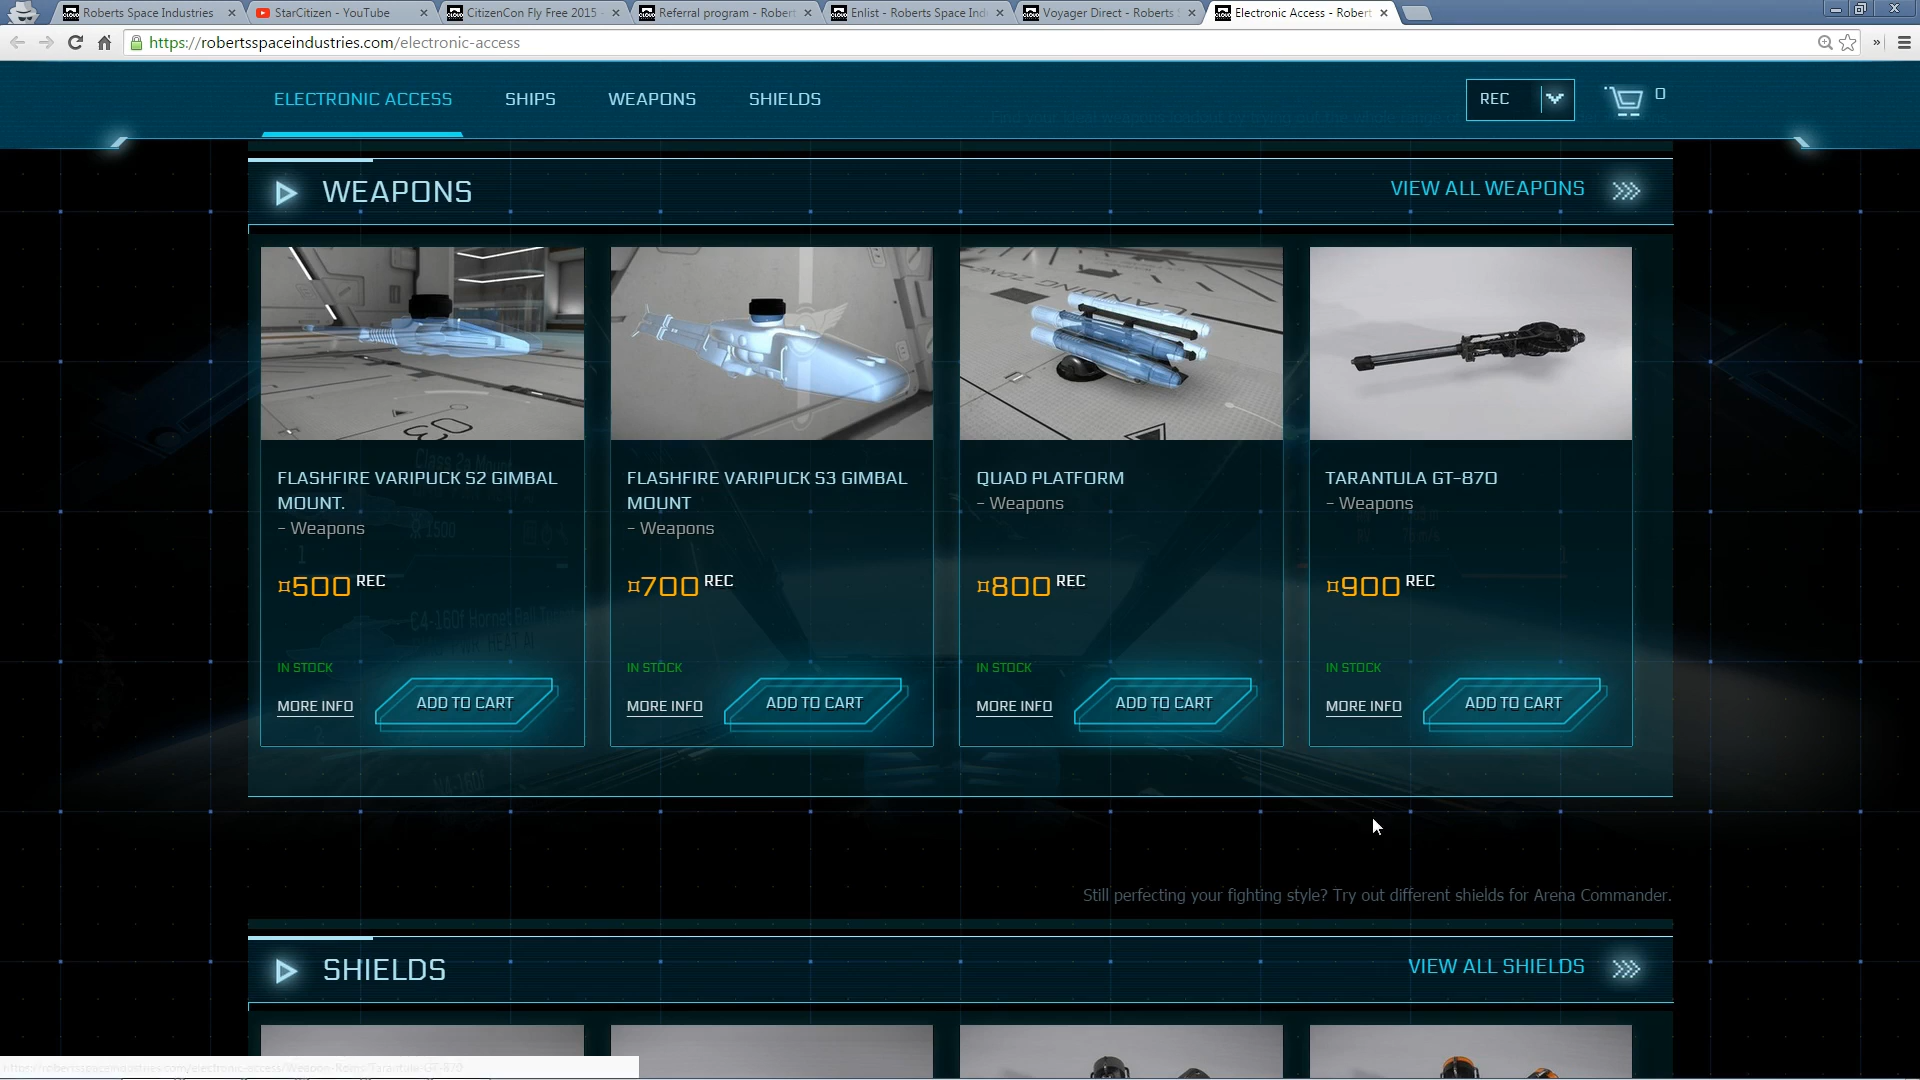 Roberts Space Industries
StarCitizen - YouTube
CitizenCon Fly Free 2015 -
Referral program - Robert
Enlist - Roberts Space Ind
Voyager Direct - Roberts
Electronic Access - Robert
https://robertsspaceindustries.com/electronic-access
ELECTRONIC ACCESS
SHIPS
WEAPONS
SHIELDS
REC
0
WEAPONS
VIEW ALL WEAPONS
FLASHFIRE VARIPUCK S2 GIMBAL
MOUNT.
- Weapons
¤500 REC
IN STOCK
MORE INFO
ADD TO CART
FLASHFIRE VARIPUCK S3 GIMBAL
MOUNT
- Weapons
¤700 REC
IN STOCK
MORE INFO
ADD TO CART
QUAD PLATFORM
- Weapons
¤800 REC
IN STOCK
MORE INFO
ADD TO CART
TARANTULA GT-870
- Weapons
¤900 REC
IN STOCK
MORE INFO
ADD TO CART
Still perfecting your fighting style? Try out different shields for Arena Commander.
SHIELDS
VIEW ALL SHIELDS